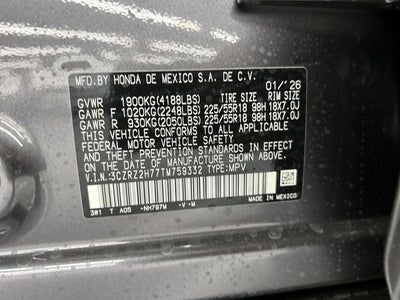 MFD.BY HONDA DE MEXICO S.A. DE C.V.
01/'26
GVWR 1900KG(4188LBS) TIRE SIZE RIM SIZE
GAWR F 1020KG(2248LBS) 225/55R18 98H 18X7.0J
GAWR R 930KG(2050LBS) 225/55R18 98H 18X7.0J
THIS VEHICLE CONFORMS TO ALL APPLICABLE
FEDERAL MOTOR VEHICLE SAFETY STANDARDS IN EFFECT
ON THE DATE OF MANUFACTURE SHOWN ABOVE.
V.I.N.:3CZRZ2H77TM759332 TYPE:MPV
3W1 T A05 -NH797M -V -M
MADE IN MEXICO